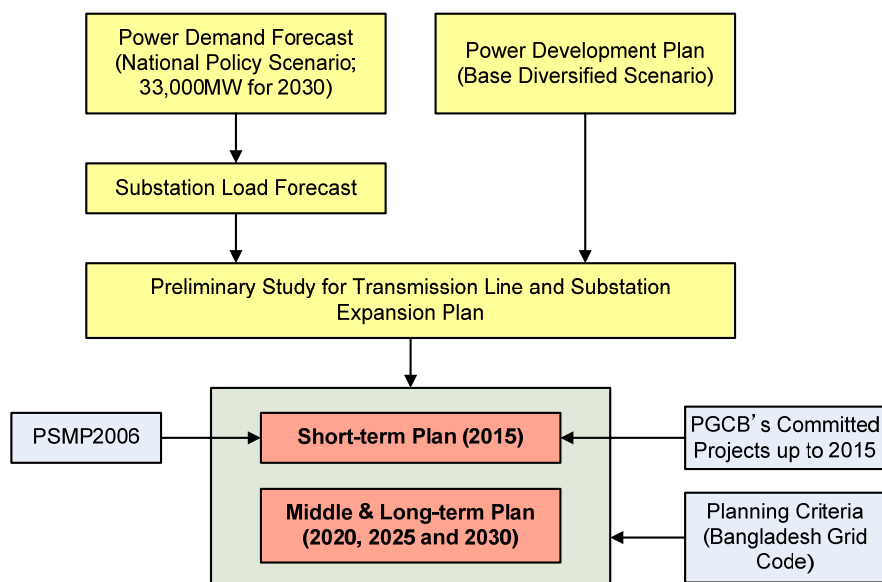 Power Demand Forecast
(National Policy Scenario;
33,000MW for 2030)
Power Development Plan
(Base Diversified Scenario)
Substation Load Forecast
Preliminary Study for Transmission Line and Substation
Expansion Plan
PSMP2006
Short-term Plan (2015)
PGCB’s Committed
Projects up to 2015
Middle & Long-term Plan
(2020, 2025 and 2030)
Planning Criteria
(Bangladesh Grid
Code)